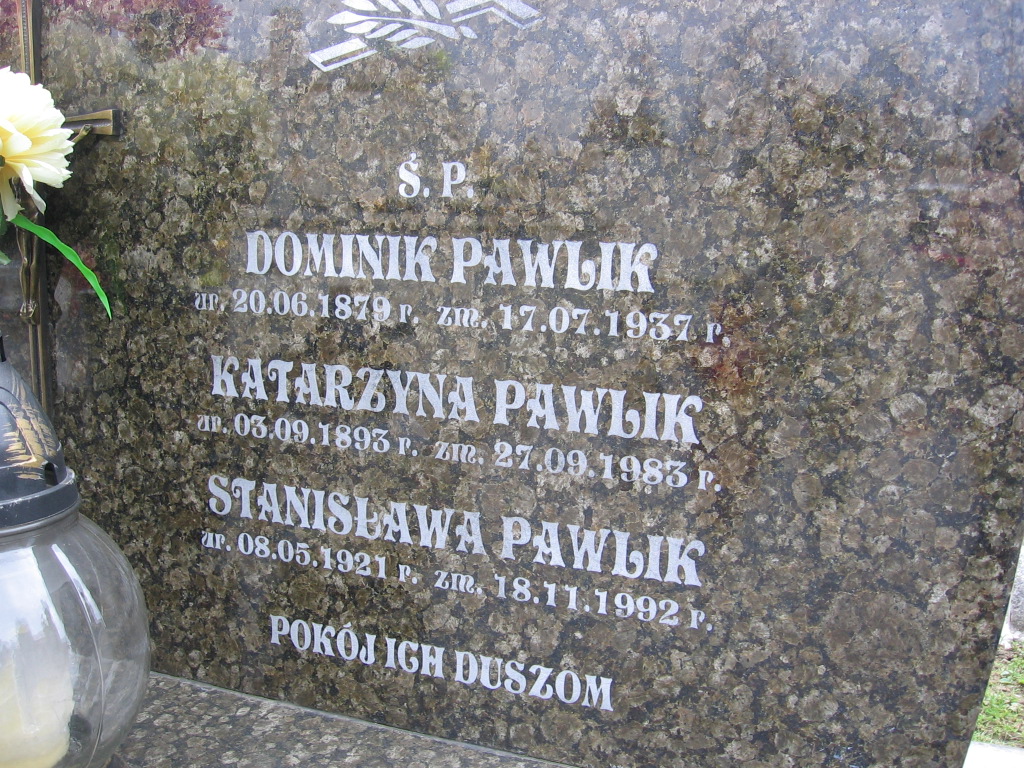 Ś. P.
DOMINIK PAWLIK
ur. 20.06.1879 r. zm. 17.07.1937 r.
KATARZYNA PAWLIK
ur. 03.09.1893 r. zm. 27.09.1983 r.
STANISŁAWA PAWLIK
ur. 08.05.1921 r. zm. 18.11.1992 r.
POKÓJ ICH DUSZOM